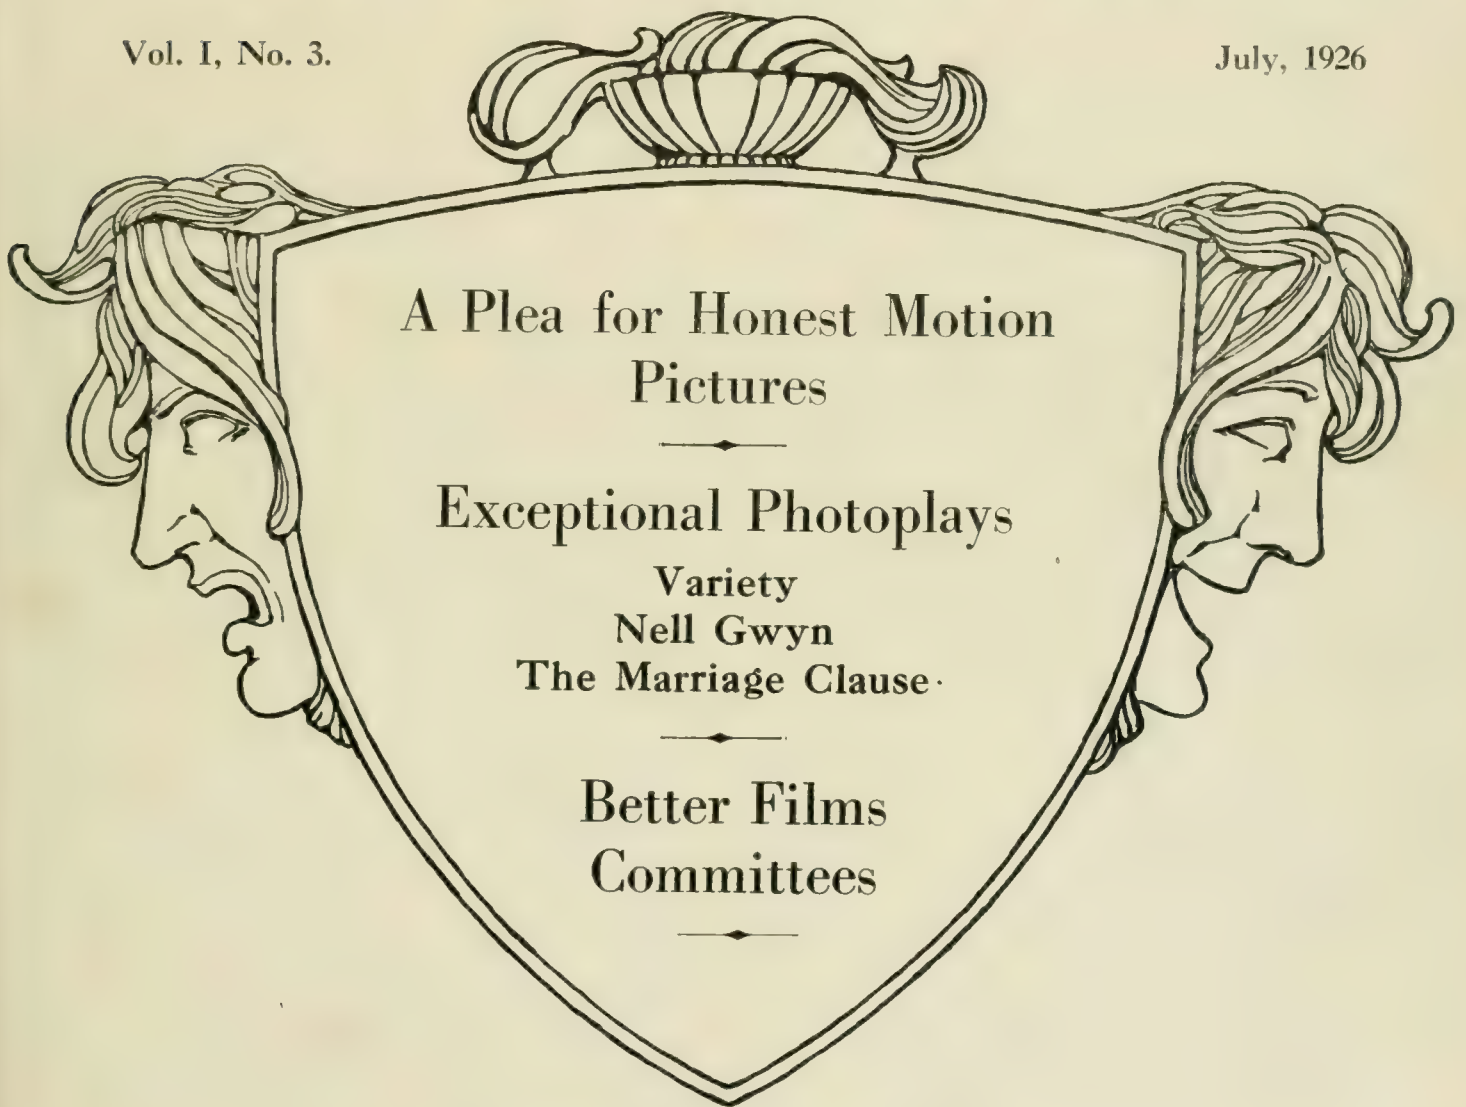 Vol. I, No. 3.
July, 1926
A Plea for Honest Motion
Pictures
Exceptional Photoplays
Variety
Nell Gwyn
The Marriage Clause
Better Films
Committees